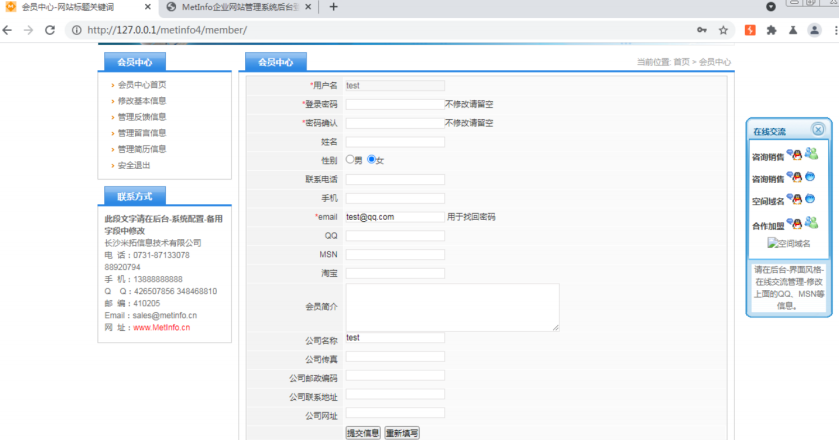 会员中心-网站标题关键词
MetInfo企业网站管理系统后台管
http://127.0.0.1/metinfo4/member/
会员中心
会员中心首页
修改基本信息
管理反馈信息
管理留言信息
管理简历信息
安全退出
联系方式
此段文字请在后台-系统配置-备用
字段中修改
长沙米拓信息技术有限公司
电 话：0731-87133078
88920794
手 机：13888888888
Q Q：426507856 348468810
邮 编：410205
Email：sales@metinfo.cn
网 址：www.MetInfo.cn
会员中心
当前位置: 首页 > 会员中心
*用户名 test
*登录密码 不修改请留空
*密码确认 不修改请留空
姓名
性别 男 女
联系电话
手机
*email test@qq.com 用于找回密码
QQ
MSN
淘宝
会员简介
公司名称 test
公司传真
公司邮政编码
公司联系地址
公司网址
提交信息 重新填写
在线交流
咨询销售
咨询销售
空间域名
合作加盟
空间域名
请在后台-界面风格-
在线交流管理-修改
上面的QQ、MSN等
信息。